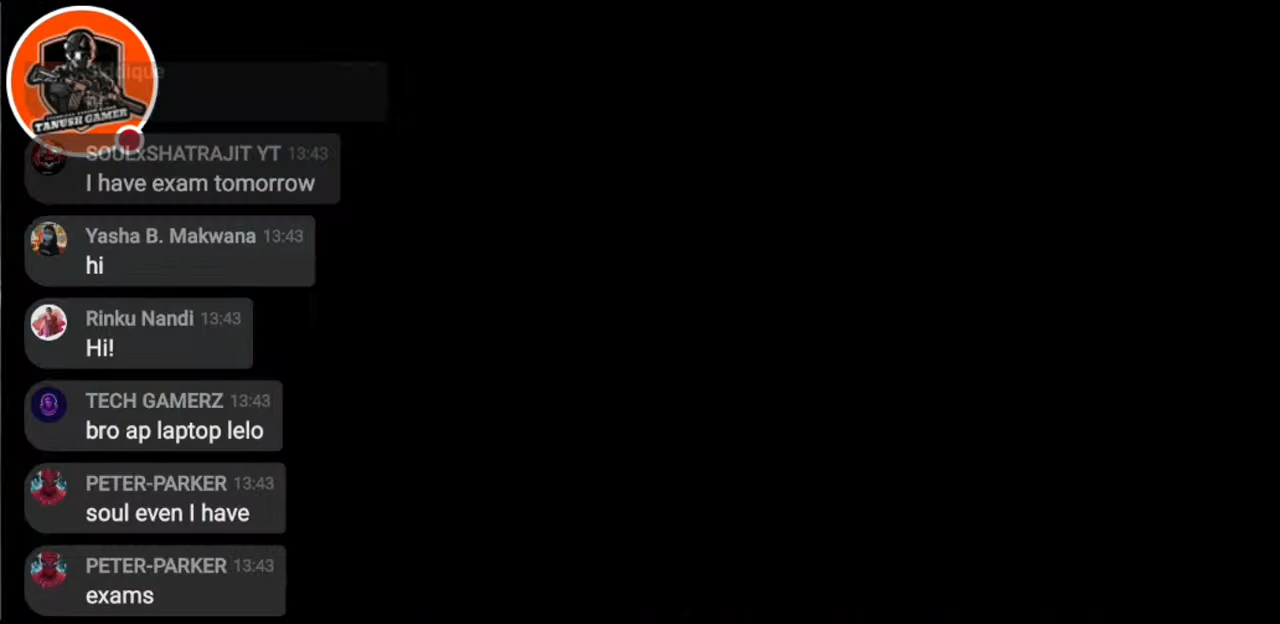 TANUSH GAMER
SOULxSHATRAJIT YT 13:43
I have exam tomorrow
Yasha B. Makwana 13:43
hi
Rinku Nandi 13:43
Hi!
TECH GAMERZ 13:43
bro ap laptop lelo
PETER-PARKER 13:43
soul even I have
PETER-PARKER 13:43
exams